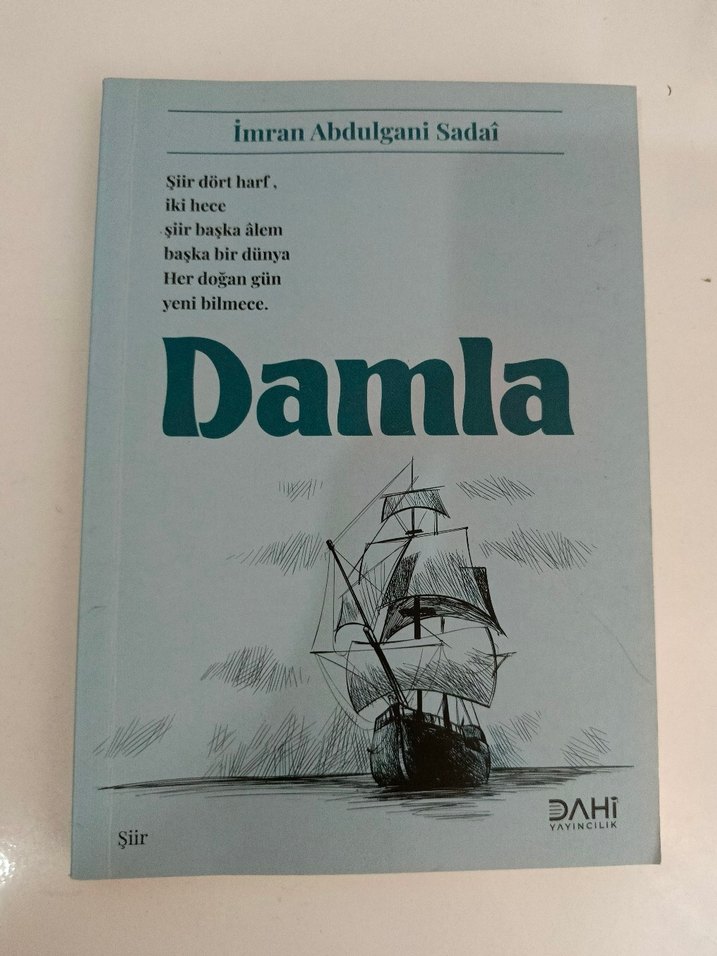 İmran Abdulgani Sadaî
Şiir dört harf ,
iki hece
şiir başka âlem
başka bir dünya
Her doğan gün
yeni bilmece.
Damla
DAHi
YAYINCILIK
Şiir